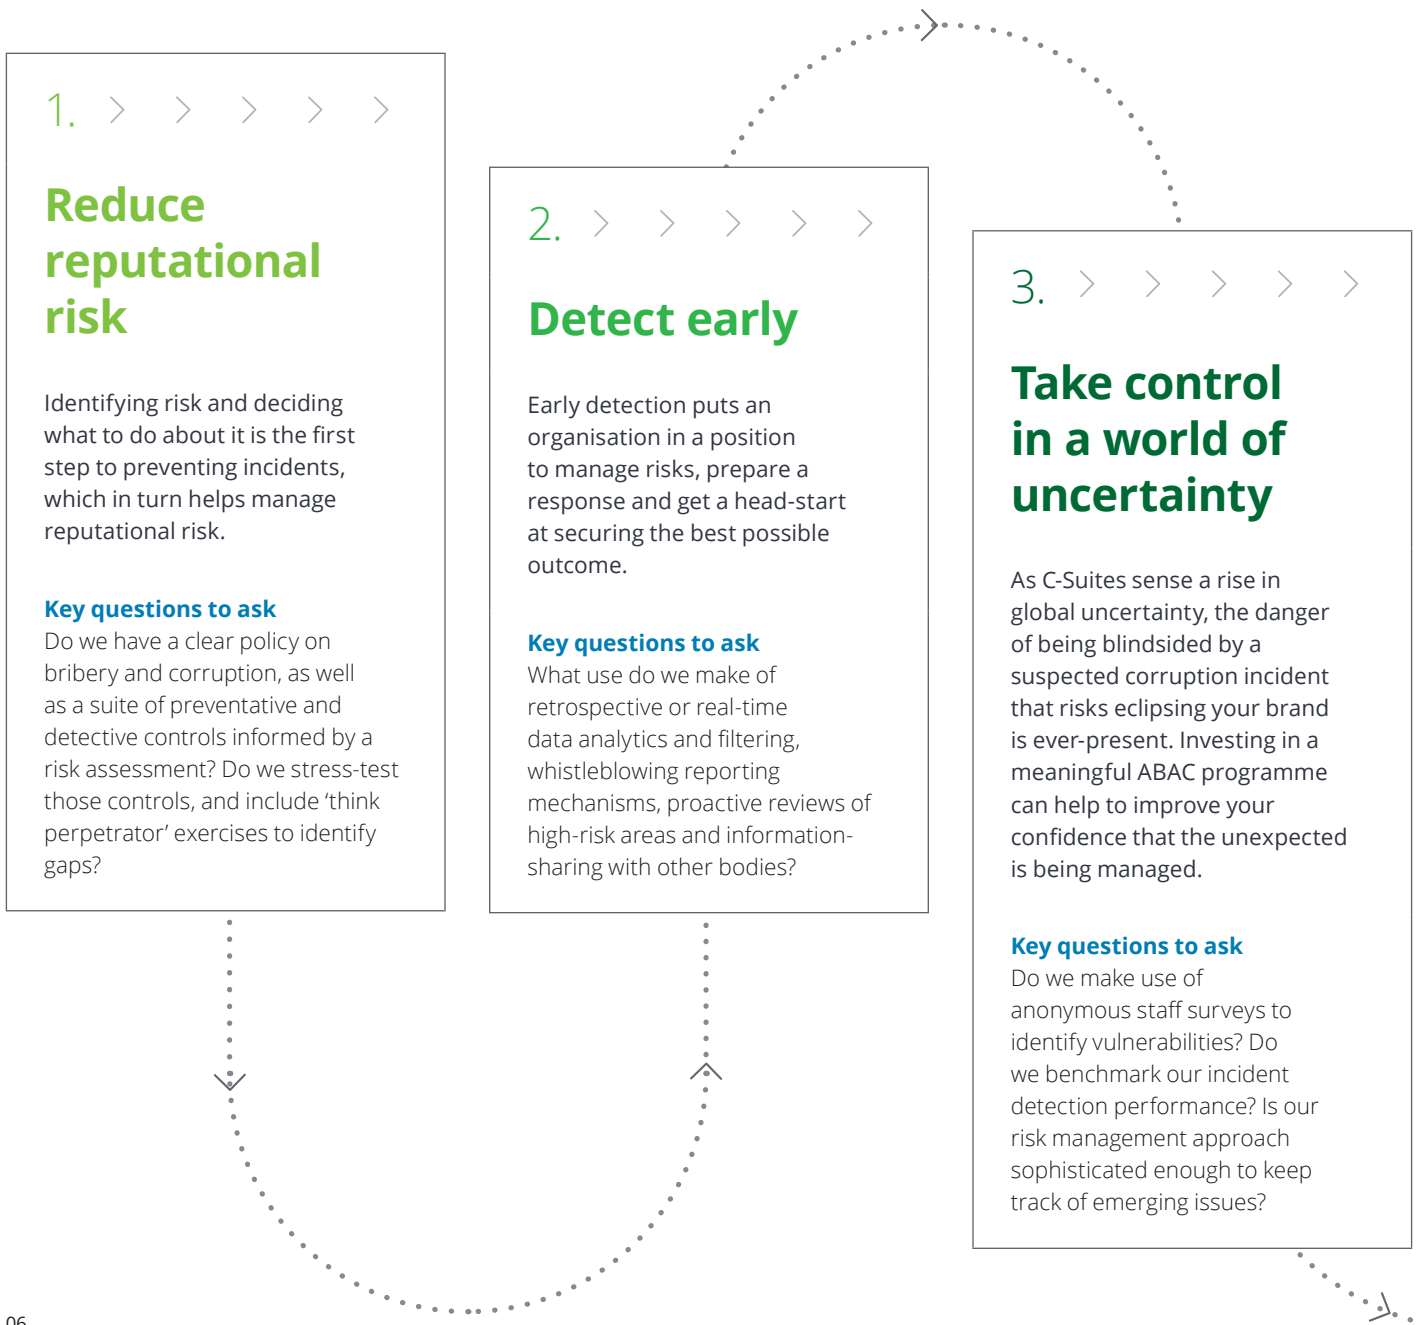 1.
Reduce
reputational
risk
Identifying risk and deciding
what to do about it is the first
step to preventing incidents,
which in turn helps manage
reputational risk.
Key questions to ask
Do we have a clear policy on
bribery and corruption, as well
as a suite of preventative and
detective controls informed by a
risk assessment? Do we stress-test
those controls, and include ‘think
perpetrator’ exercises to identify
gaps?
2.
Detect early
Early detection puts an
organisation in a position
to manage risks, prepare a
response and get a head-start
at securing the best possible
outcome.
Key questions to ask
What use do we make of
retrospective or real-time
data analytics and filtering,
whistleblowing reporting
mechanisms, proactive reviews of
high-risk areas and information-
sharing with other bodies?
3.
Take control
in a world of
uncertainty
As C-Suites sense a rise in
global uncertainty, the danger
of being blindsided by a
suspected corruption incident
that risks eclipsing your brand
is ever-present. Investing in a
meaningful ABAC programme
can help to improve your
confidence that the unexpected
is being managed.
Key questions to ask
Do we make use of
anonymous staff surveys to
identify vulnerabilities? Do
we benchmark our incident
detection performance? Is our
risk management approach
sophisticated enough to keep
track of emerging issues?
06